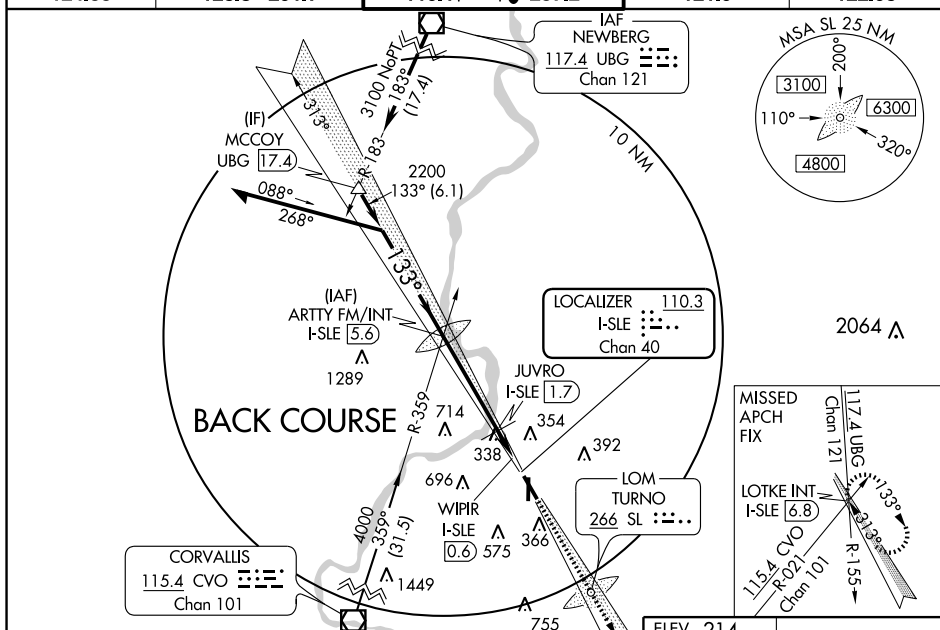 IAF
NEWBERG
117.4 UBG
Chan 121
MSA SL 25 NM
200°
3100
6300
110°
320°
4800
3100 NoPT
183°
(17.4)
R-183
313°
(IF)
MCCOY
UBG 17.4
10 NM
2200
133° (6.1)
088°
268°
133°
(IAF)
ARTTY FM/INT
I-SLE 5.6
1289
LOCALIZER 110.3
I-SLE
Chan 40
2064
JUVRO
I-SLE 1.7
BACK COURSE
R-359
714
354
338
392
696
WIPIR
I-SLE
0.6
575
366
LOM
TURNO
266 SL
4000
359°
(31.5)
1449
CORVALLIS
115.4 CVO
Chan 101
755
MISSED
APCH
FIX
117.4 UBG
Chan 121
LOTKE INT
I-SLE 6.8
133°
313°
115.4 CVO
R-021
Chan 101
R-155
ELEV 214